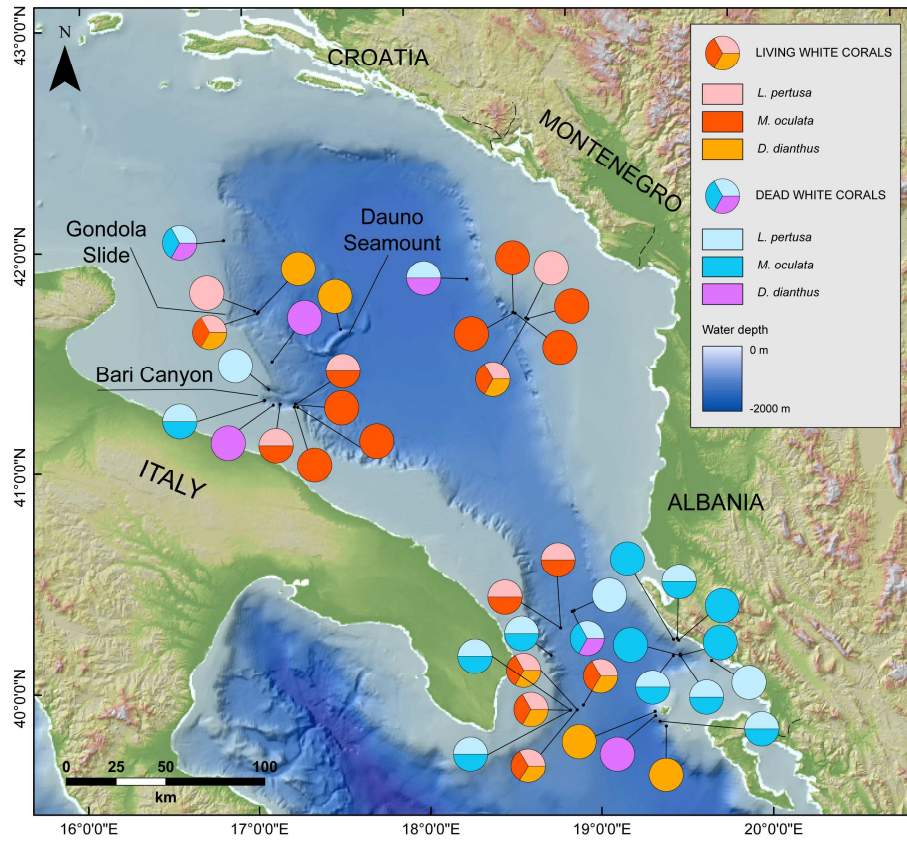 43°0'0"N
42°0'0"N
41°0'0"N
40°0'0"N
N
CROATIA
MONTENEGRO
Gondola
Slide
Dauno
Seamount
Bari Canyon
ITALY
ALBANIA
LIVING WHITE CORALS
L. pertusa
M. oculata
D. dianthus
DEAD WHITE CORALS
L. pertusa
M. oculata
D. dianthus
Water depth
0 m
-2000 m
0 25 50 100
km
16°0'0"E 17°0'0"E 18°0'0"E 19°0'0"E 20°0'0"E